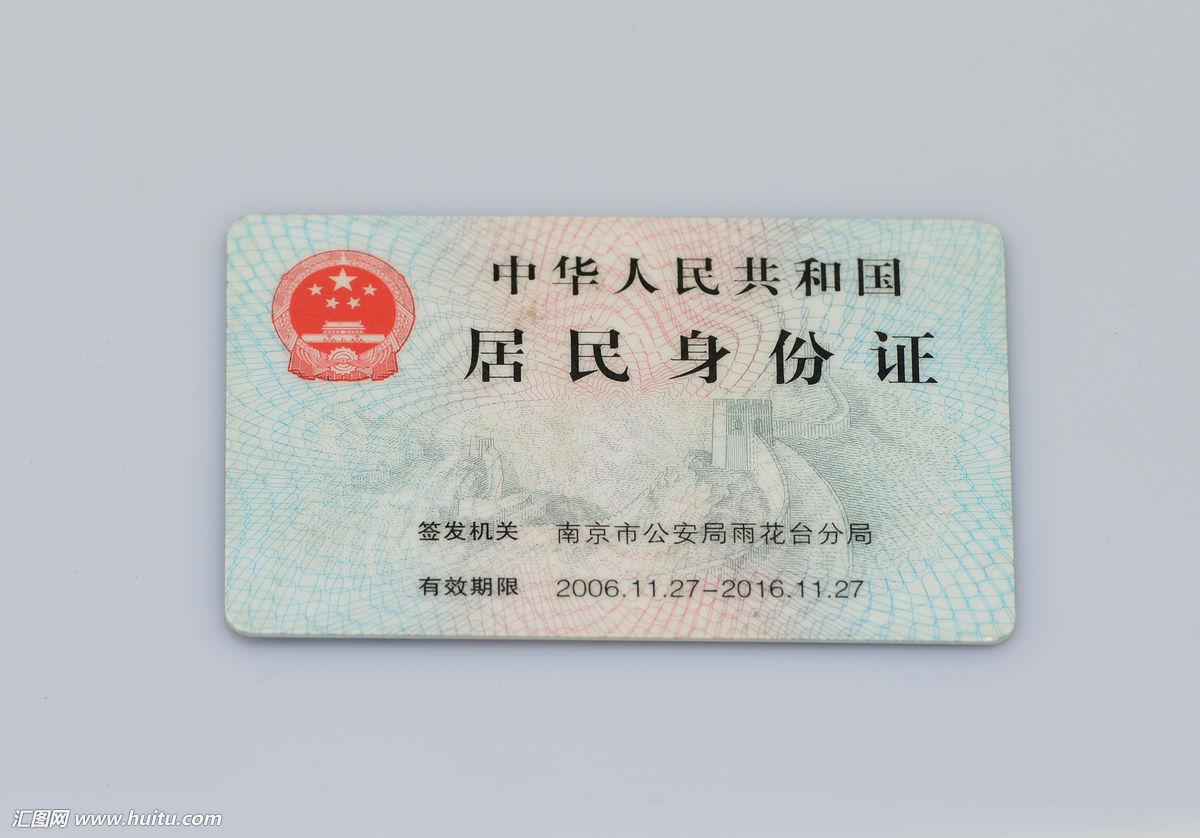 中华人民共和国
居民身份证
签发机关 南京市公安局雨花台分局
有效期限 2006.11.27-2016.11.27
汇图网 www.huitu.com